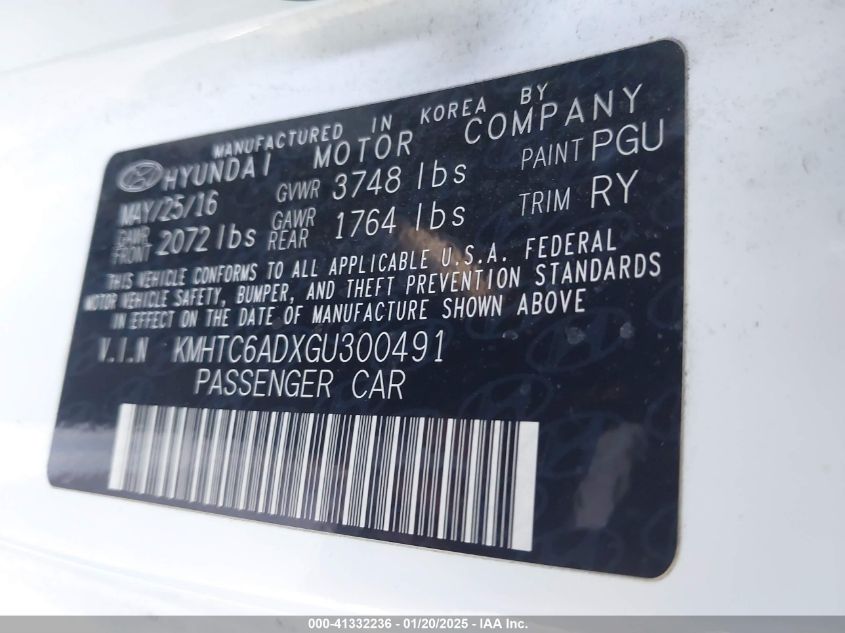 MANUFACTURED IN KOREA BY
HYUNDAI MOTOR COMPANY
MAY/25/16 GVWR 3748 lbs PAINT PGU
GAWR FRONT 2072 lbs GAWR REAR 1764 lbs TRIM RY
THIS VEHICLE CONFORMS TO ALL APPLICABLE U.S.A. FEDERAL
MOTOR VEHICLE SAFETY, BUMPER, AND THEFT PREVENTION STANDARDS
IN EFFECT ON THE DATE OF MANUFACTURE SHOWN ABOVE
V.I.N KMHTC6ADXGU300491
PASSENGER CAR
000-41332236 - 01/20/2025 - IAA Inc.